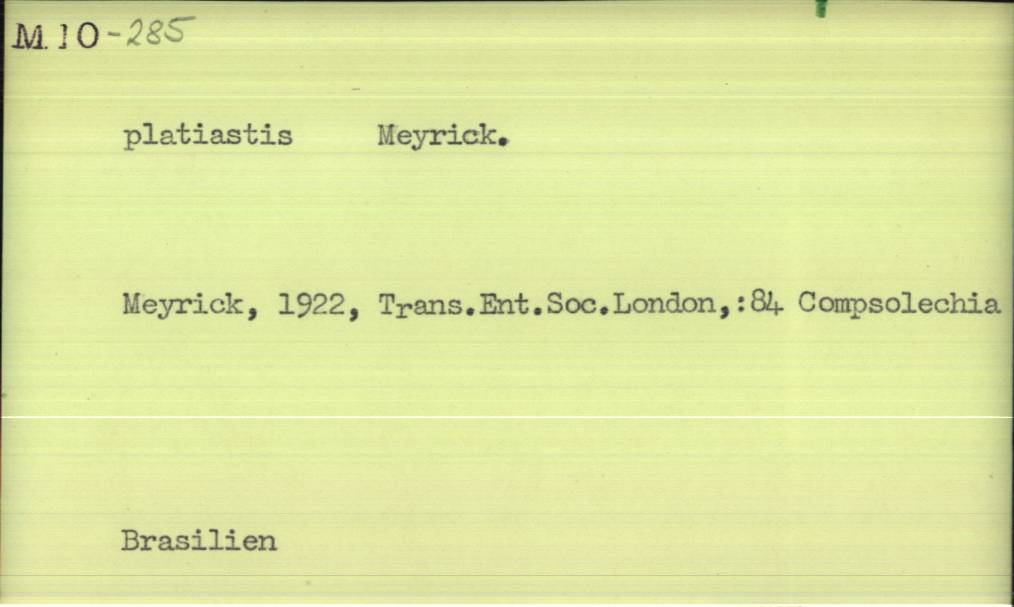 M 10-285
platiastis Meyrick.
Meyrick, 1922, Trans.Ent.Soc.London,:84 Compsolechia
Brasilien